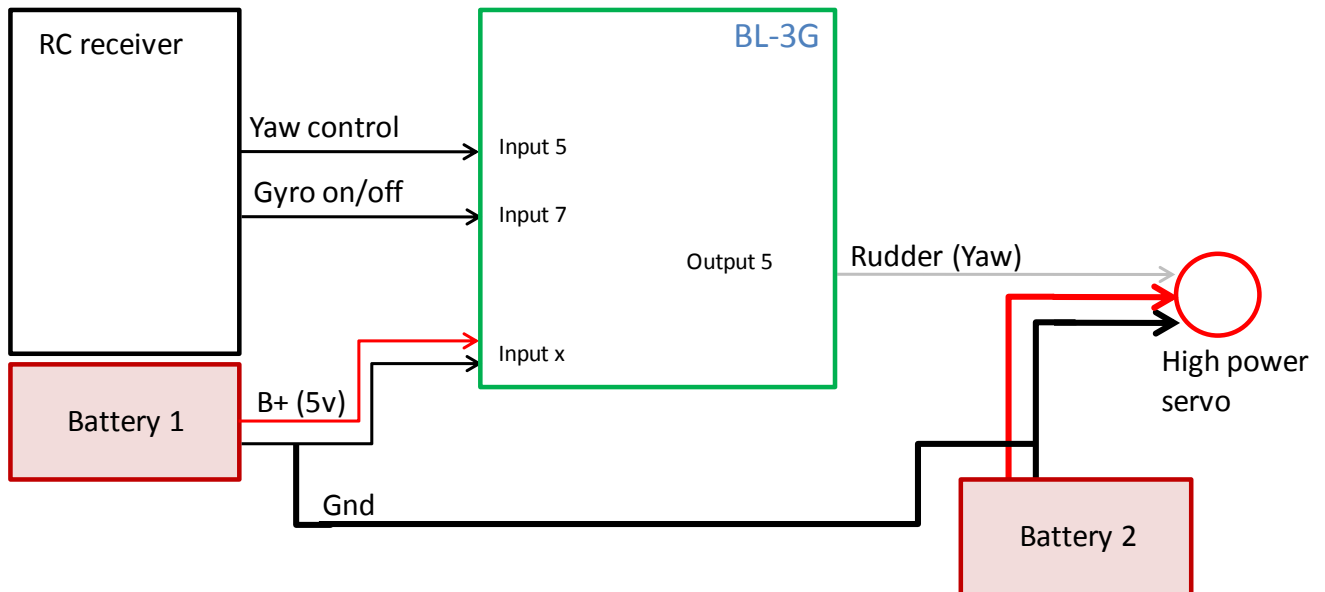 RC receiver
BL-3G
Yaw control
Input 5
Gyro on/off
Input 7
Output 5
Rudder (Yaw)
Input x
High power
servo
B+ (5v)
Battery 1
Gnd
Battery 2